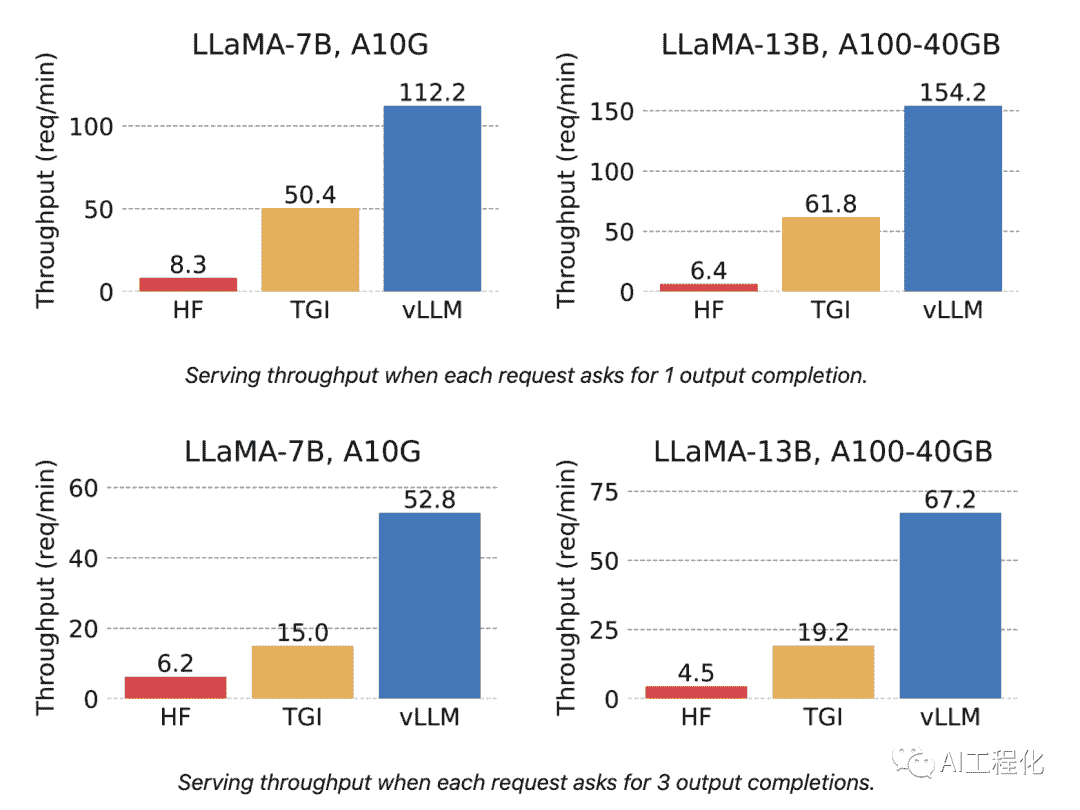 LLaMA-7B, A10G
Throughput (req/min)
100
50
0
8.3
50.4
112.2
HF
TGI
vLLM
LLaMA-13B, A100-40GB
Throughput (req/min)
150
100
50
0
6.4
61.8
154.2
HF
TGI
vLLM
Serving throughput when each request asks for 1 output completion.
LLaMA-7B, A10G
Throughput (req/min)
60
40
20
0
6.2
15.0
52.8
HF
TGI
vLLM
LLaMA-13B, A100-40GB
Throughput (req/min)
75
50
25
0
4.5
19.2
67.2
HF
TGI
vLLM
AI工程化
Serving throughput when each request asks for 3 output completions.